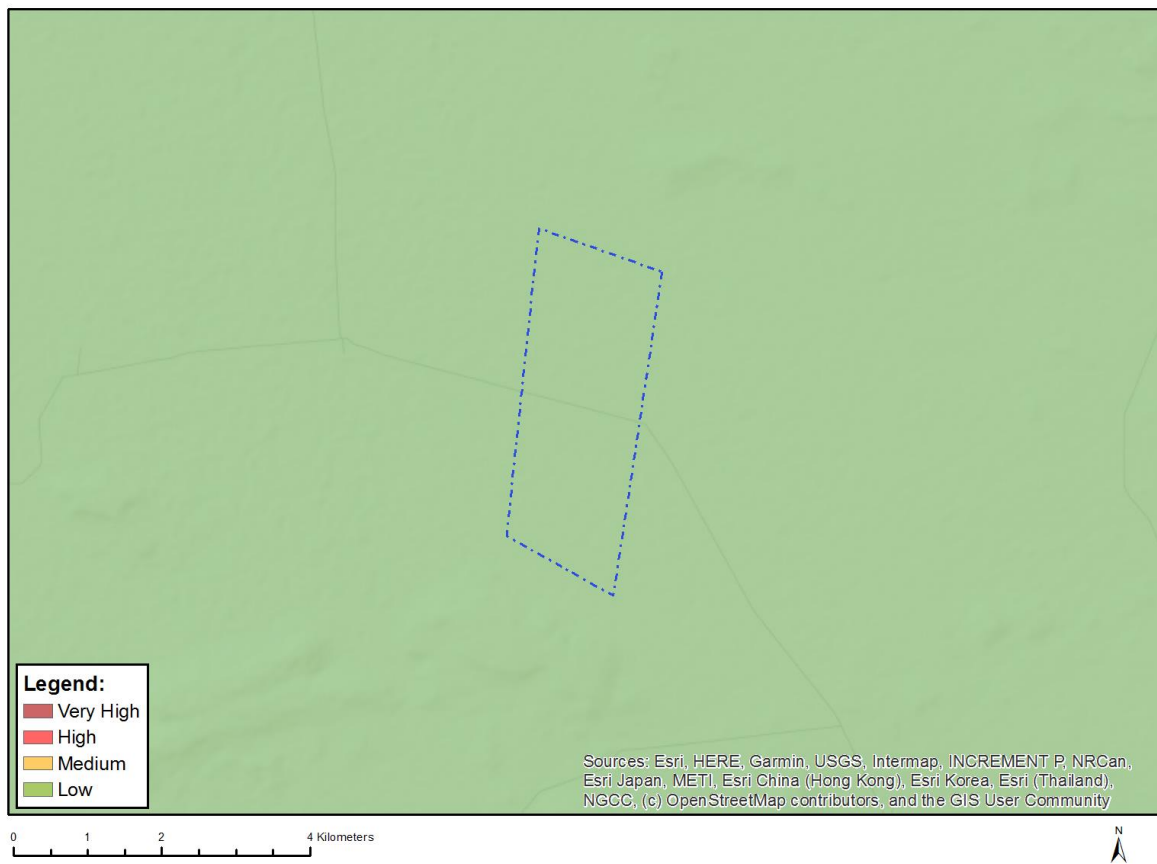 Legend:
Very High
High
Medium
Low
Sources: Esri, HERE, Garmin, USGS, Intermap, INCREMENT P, NRCan,
Esri Japan, METI, Esri China (Hong Kong), Esri Korea, Esri (Thailand),
NGCC, (c) OpenStreetMap contributors, and the GIS User Community
0 1 2 4 Kilometers
N